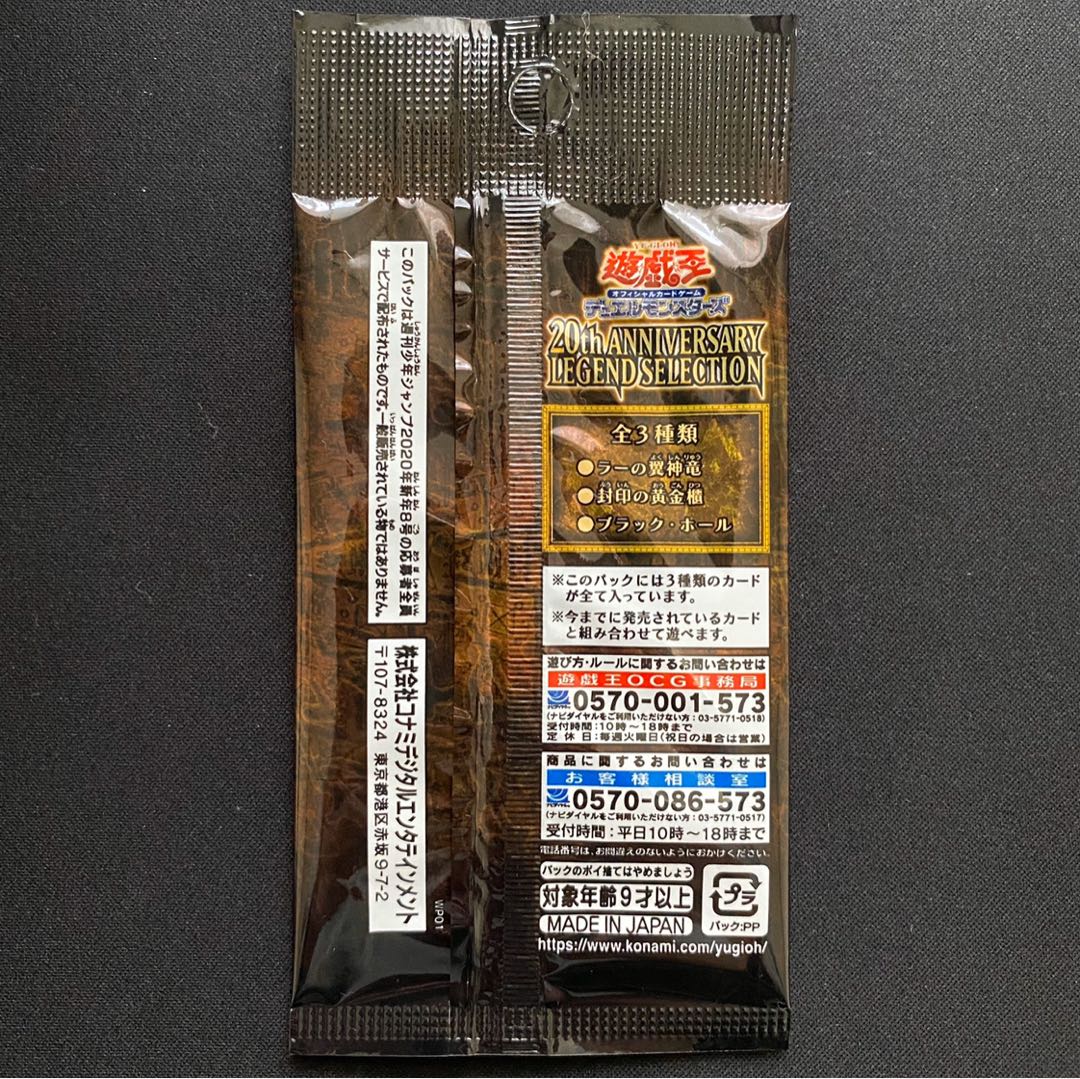 YU-GI-OH!
遊戯王
オフィシャルカードゲーム
デュエルモンスターズ
20th ANNIVERSARY
LEGEND SELECTION
全3種類
●ラーの翼神竜
●封印の黄金櫃
●ブラック・ホール
※このパックには3種類のカード
が全て入っています。
※今までに発売されているカード
と組み合わせて遊べます。
遊び方・ルールに関するお問い合わせは
遊戯王OCG事務局
0570-001-573
(ナビダイヤルをご利用いただけない方:03-5771-0518)
受付時間:10時〜18時まで
定休日:毎週火曜日(祝日の場合は営業)
商品に関するお問い合わせは
お客様相談室
0570-086-573
(ナビダイヤルをご利用いただけない方:03-5771-0517)
受付時間:平日10時〜18時まで
電話番号は、お間違えのないようにおかけください。
パックのポイ捨てはやめましょう
対象年齢9才以上
MADE IN JAPAN
プラ
パック:PP
https://www.konami.com/yugioh/
このパックは週刊少年ジャンプ2020年新年8号の応募者全員
サービスで配布されたものです。一般販売されている物ではありません。
株式会社コナミデジタルエンタテインメント
〒107-8324 東京都港区赤坂9-7-2
WP01